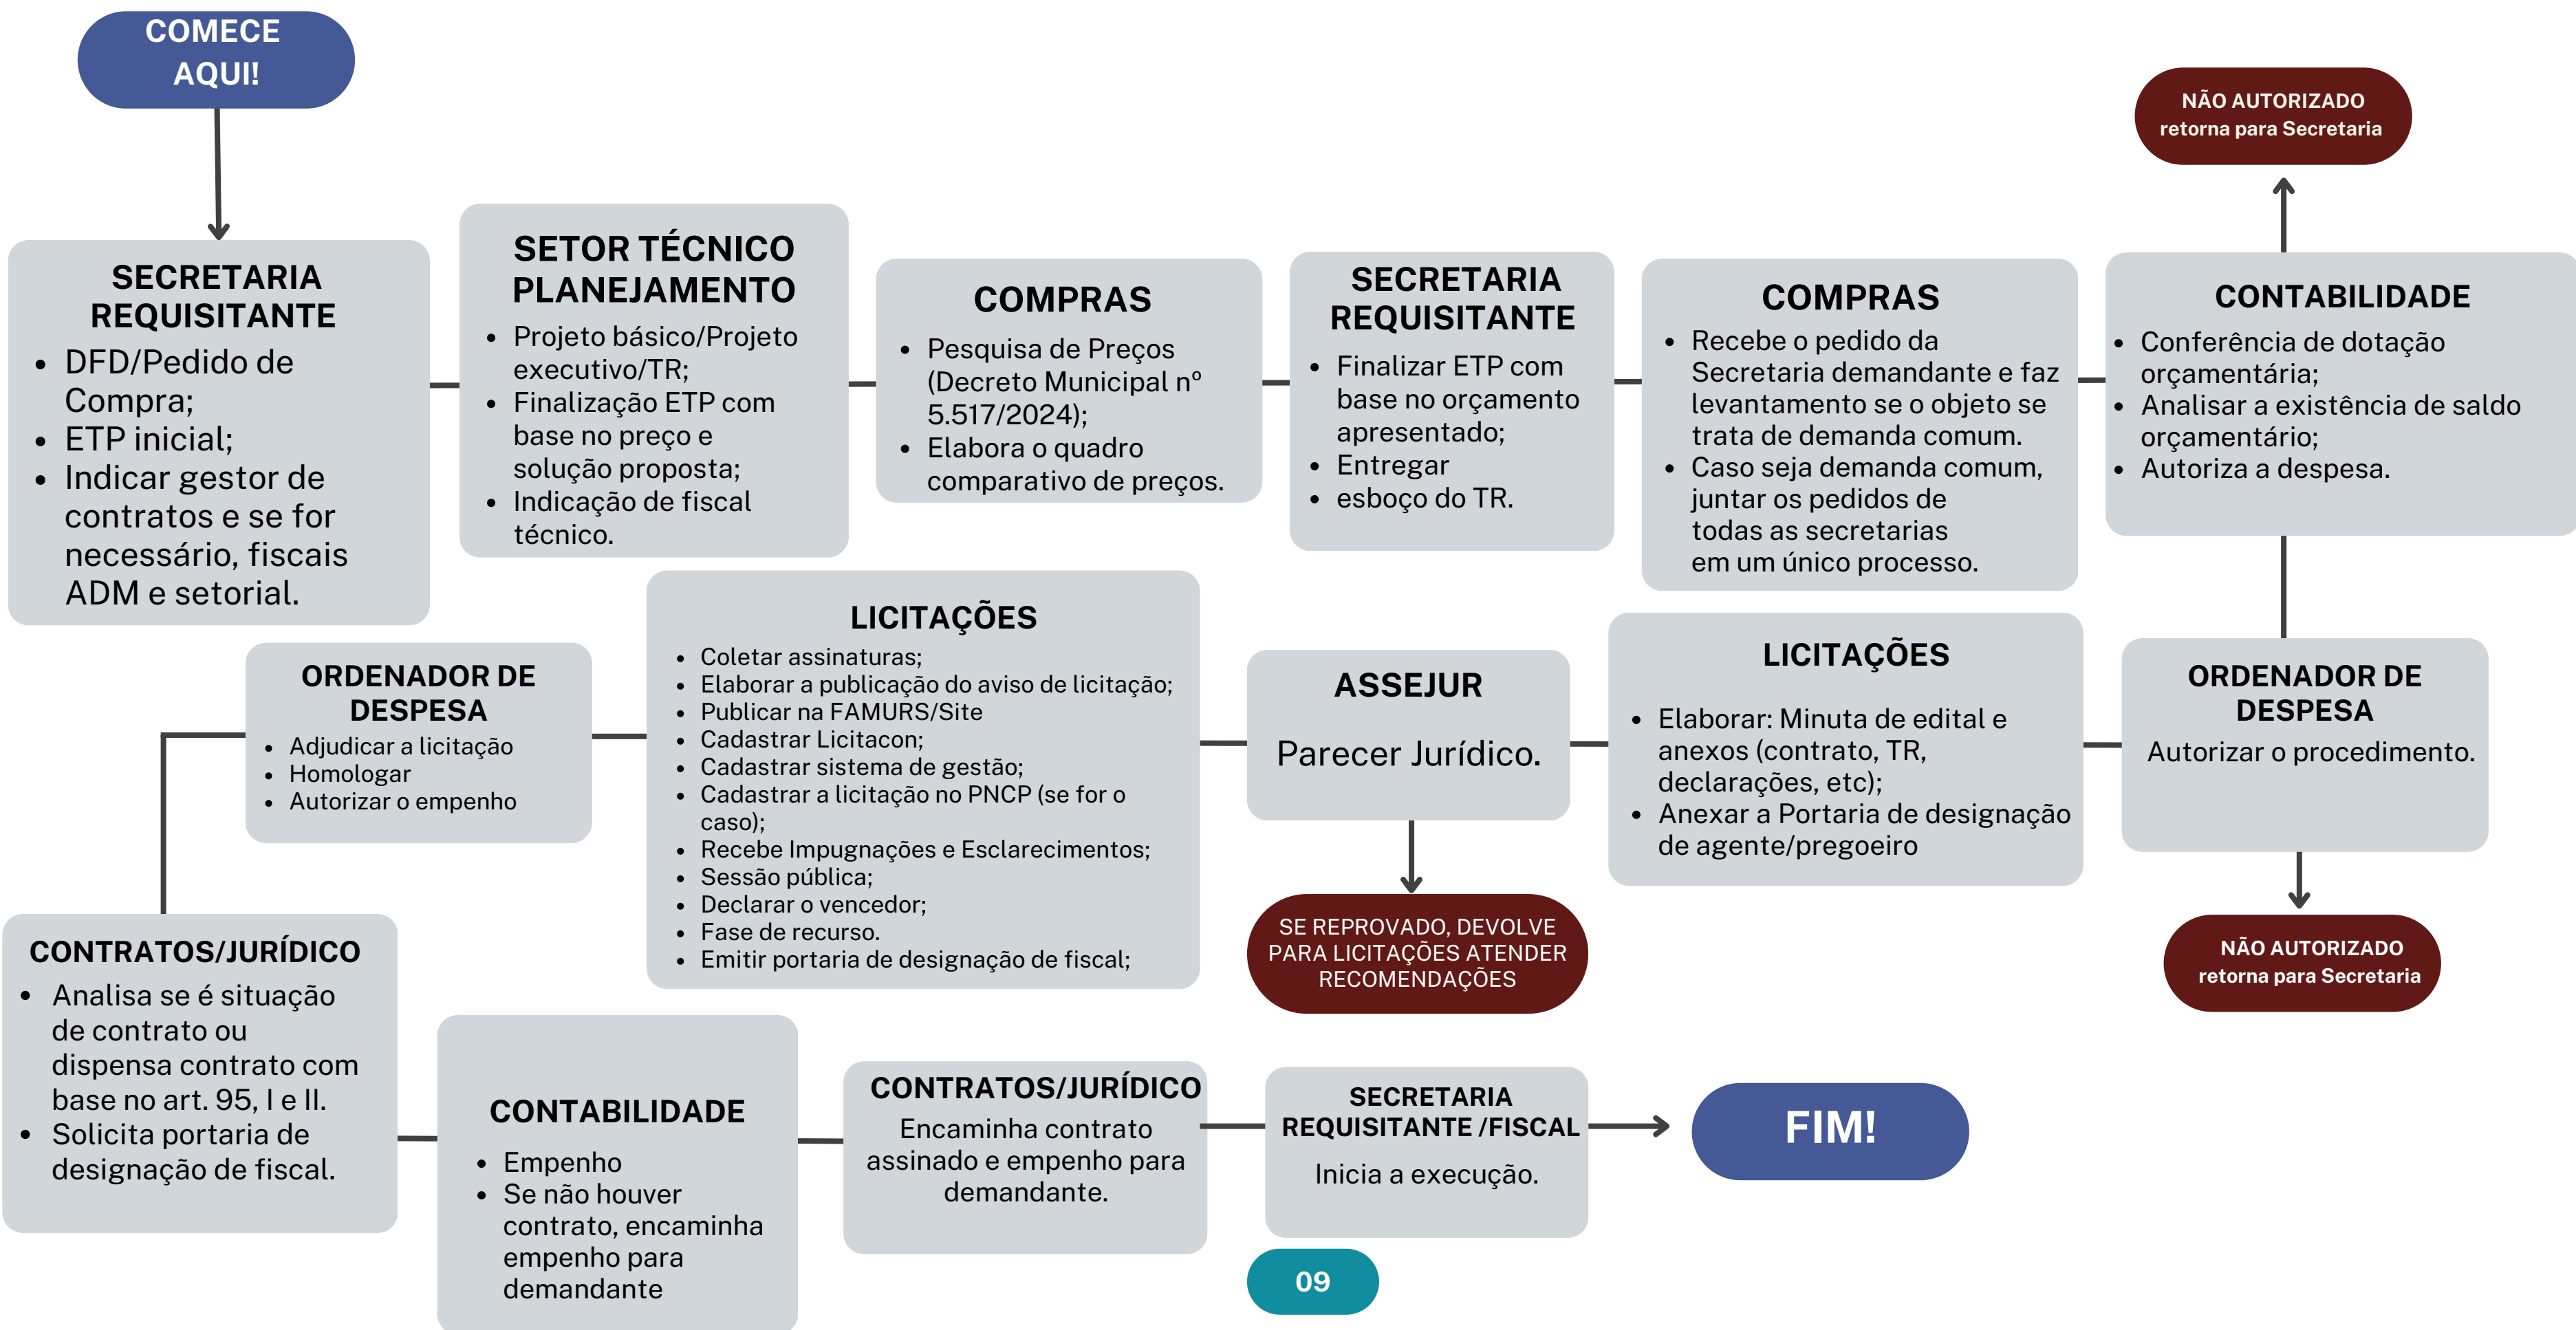 COMECE
AQUI!
NÃO AUTORIZADO
retorna para Secretaria
SECRETARIA
REQUISITANTE
• DFD/Pedido de
Compra;
• ETP inicial;
• Indicar gestor de
contratos e se for
necessário, fiscais
ADM e setorial.
SETOR TÉCNICO
PLANEJAMENTO
• Projeto básico/Projeto
executivo/TR;
• Finalização ETP com
base no preço e
solução proposta;
• Indicação de fiscal
técnico.
COMPRAS
• Pesquisa de Preços
(Decreto Municipal nº
5.517/2024);
• Elabora o quadro
comparativo de preços.
SECRETARIA
REQUISITANTE
• Finalizar ETP com
base no orçamento
apresentado;
• Entregar
• esboço do TR.
COMPRAS
• Recebe o pedido da
Secretaria demandante e faz
levantamento se o objeto se
trata de demanda comum.
• Caso seja demanda comum,
juntar os pedidos de
todas as secretarias
em um único processo.
CONTABILIDADE
• Conferência de dotação
orçamentária;
• Analisar a existência de saldo
orçamentário;
• Autoriza a despesa.
ORDENADOR DE
DESPESA
Autorizar o procedimento.
NÃO AUTORIZADO
retorna para Secretaria
LICITAÇÕES
• Elaborar: Minuta de edital e
anexos (contrato, TR,
declarações, etc);
• Anexar a Portaria de designação
de agente/pregoeiro
ASSEJUR
Parecer Jurídico.
SE REPROVADO, DEVOLVE
PARA LICITAÇÕES ATENDER
RECOMENDAÇÕES
LICITAÇÕES
• Coletar assinaturas;
• Elaborar a publicação do aviso de licitação;
• Publicar na FAMURS/Site
• Cadastrar Licitacon;
• Cadastrar sistema de gestão;
• Cadastrar a licitação no PNCP (se for o
caso);
• Recebe Impugnações e Esclarecimentos;
• Sessão pública;
• Declarar o vencedor;
• Fase de recurso.
• Emitir portaria de designação de fiscal;
ORDENADOR DE
DESPESA
• Adjudicar a licitação
• Homologar
• Autorizar o empenho
CONTRATOS/JURÍDICO
• Analisa se é situação
de contrato ou
dispensa contrato com
base no art. 95, I e II.
• Solicita portaria de
designação de fiscal.
CONTABILIDADE
• Empenho
• Se não houver
contrato, encaminha
empenho para
demandante
CONTRATOS/JURÍDICO
Encaminha contrato
assinado e empenho para
demandante.
SECRETARIA
REQUISITANTE /FISCAL
Inicia a execução.
FIM!
09